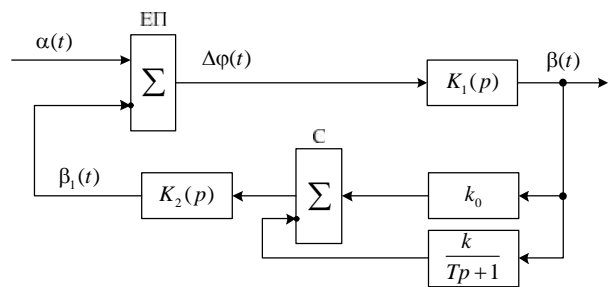 ЕП
α(t)
Δφ(t)
β(t)
Σ
K₁(p)
С
β₁(t)
K₂(p)
Σ
k₀
k
Tp + 1